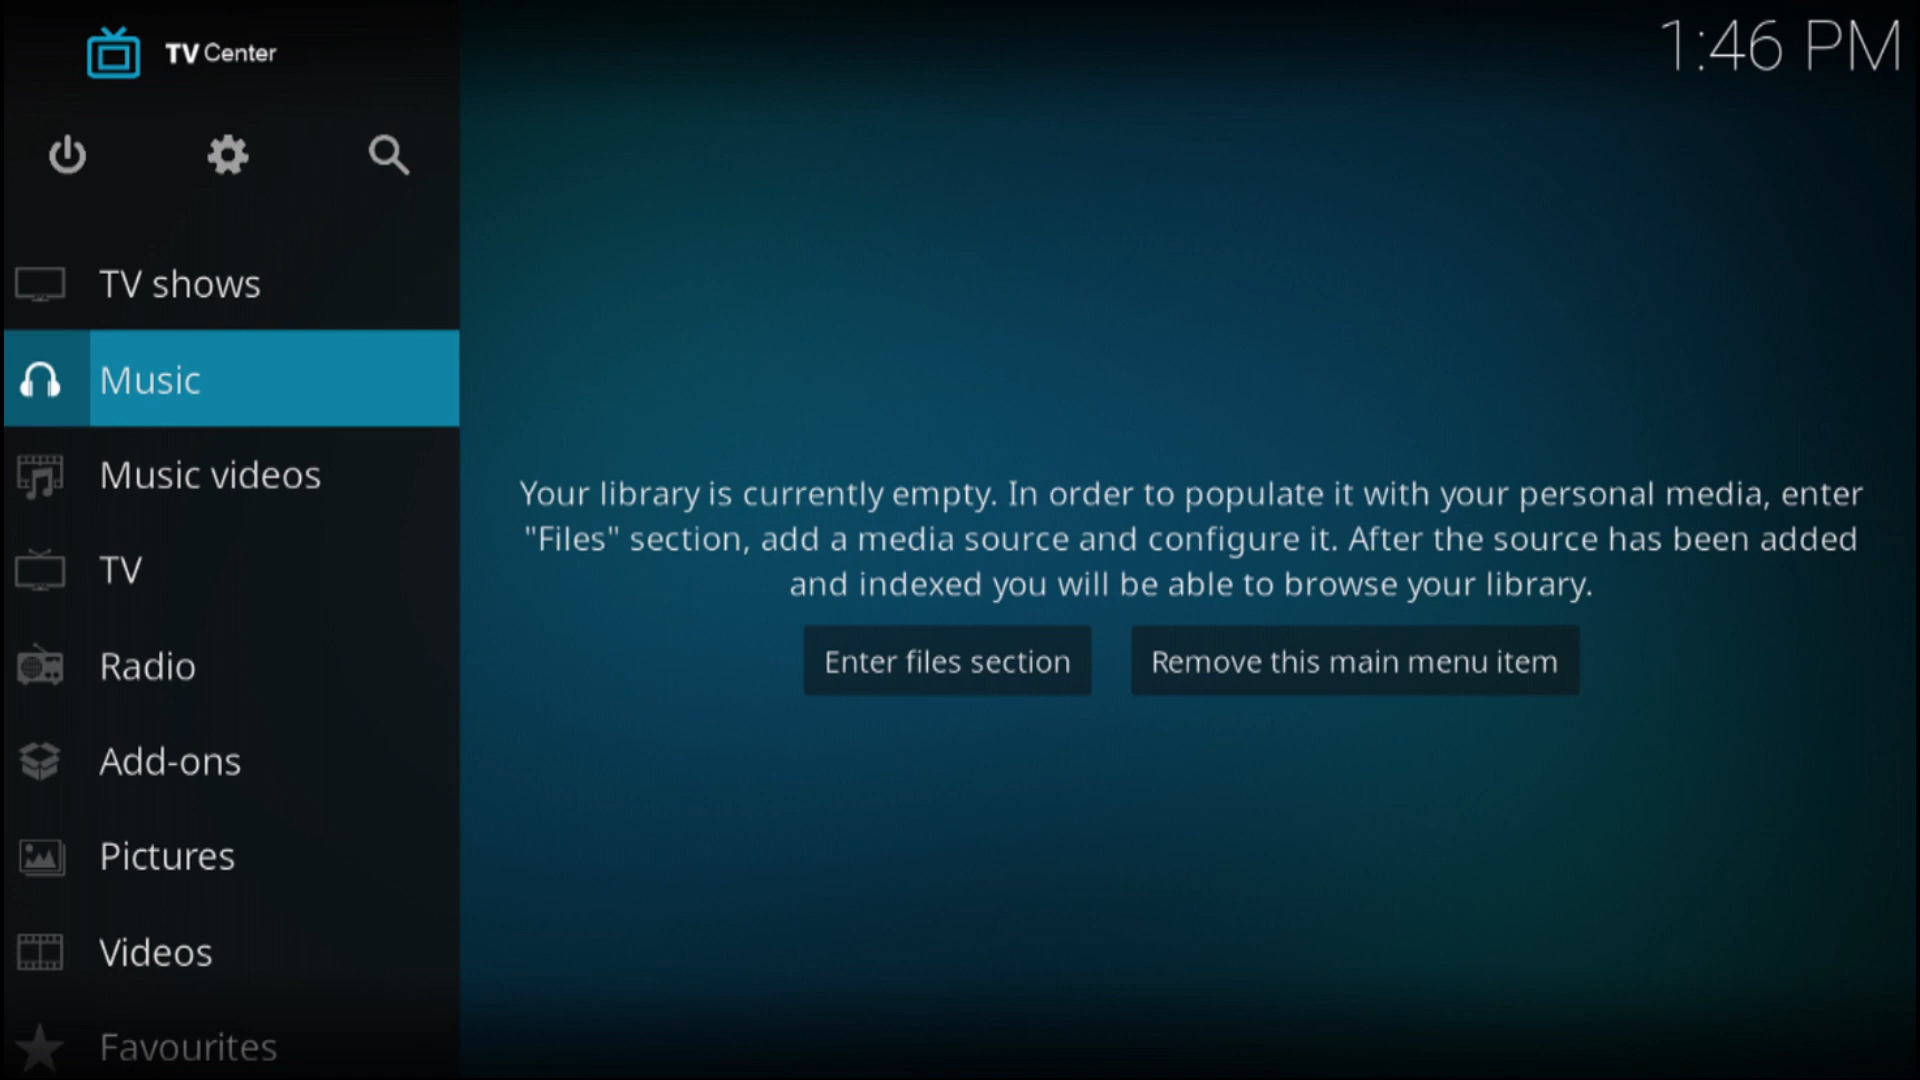 TV Center
1:46 PM
TV shows
Music
Music videos
TV
Radio
Add-ons
Pictures
Videos
Favourites
Your library is currently empty. In order to populate it with your personal media, enter
"Files" section, add a media source and configure it. After the source has been added
and indexed you will be able to browse your library.
Enter files section
Remove this main menu item